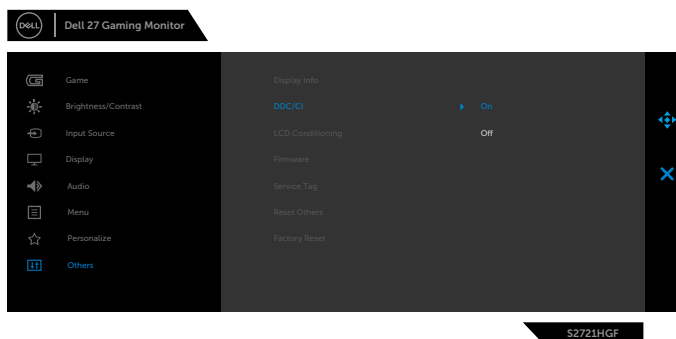 DELL
Dell 27 Gaming Monitor
Game
Display Info
Brightness/Contrast
DDC/CI
On
Input Source
LCD Conditioning
Off
Display
Firmware
Audio
Service Tag
Menu
Reset Others
Personalize
Factory Reset
Others
S2721HGF